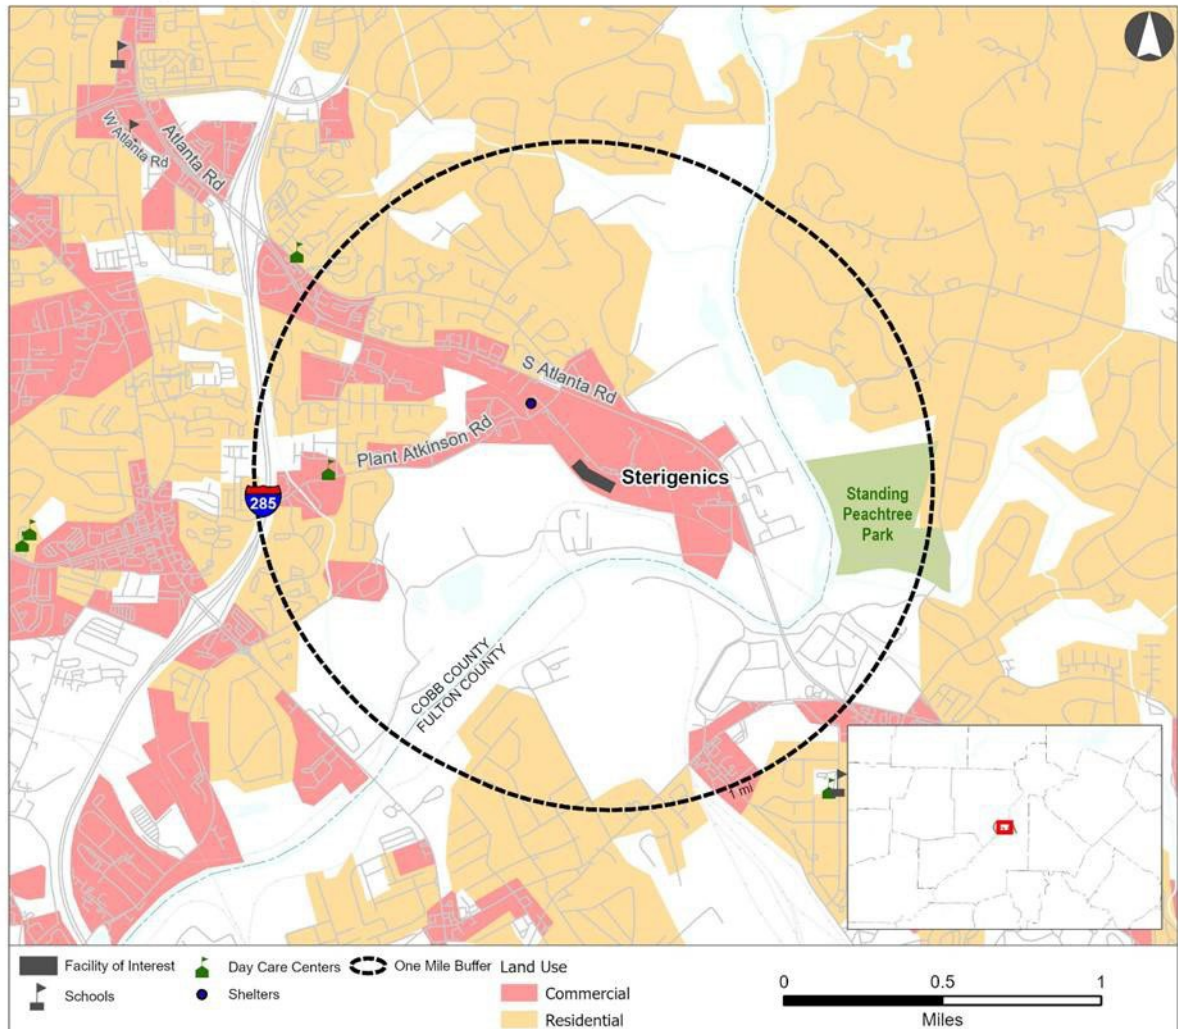 Atlanta Rd
W Atlanta Rd
S Atlanta Rd
Plant Atkinson Rd
Sterigenics
285
Standing
Peachtree
Park
COBB COUNTY
FULTON COUNTY
1 mi
Facility of Interest
Day Care Centers
One Mile Buffer
Land Use
Schools
Shelters
Commercial
Residential
0
0.5
1
Miles